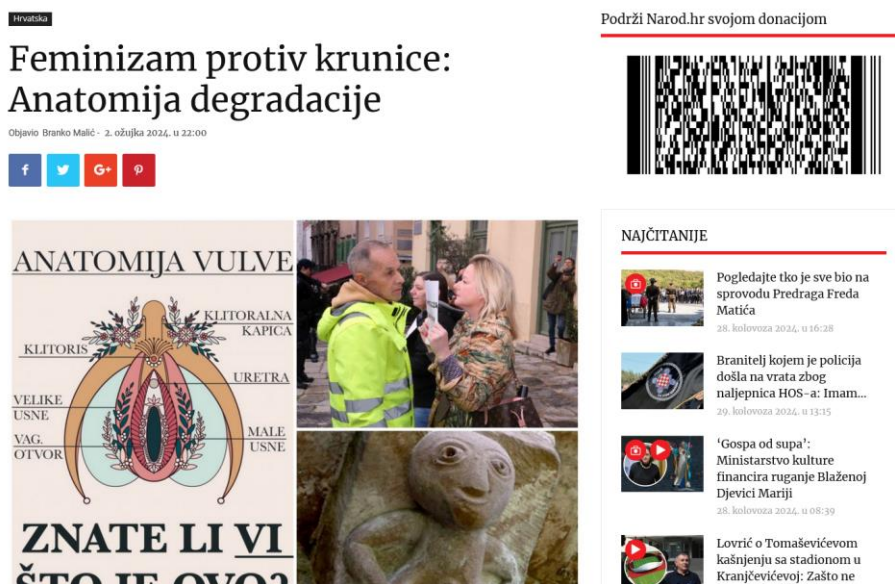 Hrvatska
Feminizam protiv krunice:
Anatomija degradacije
Objavio Branko Malić - 2. ožujka 2024. u 22:00
f
G+
ANATOMIJA VULVE
KLITORALNA
KAPICA
KLITORIS
URETRA
VELIKE
USNE
MALE
USNE
VAG.
OTVOR
ZNATE LI VI
ŠTO JE OVO?
Podrži Narod.hr svojom donacijom
NAJČITANIJE
Pogledajte tko je sve bio na
sprovodu Predraga Freda
Matića
28. kolovoza 2024. u 16:28
Branitelj kojem je policija
došla na vrata zbog
naljepnica HOS-a: Imam...
29. kolovoza 2024. u 13:15
‘Gospa od supa’:
Ministarstvo kulture
financira ruganje Blaženoj
Djevici Mariji
28. kolovoza 2024. u 08:39
Lovrić o Tomaševićevom
kašnjenju sa stadionom u
Kranjčevićevoj: Zašto ne